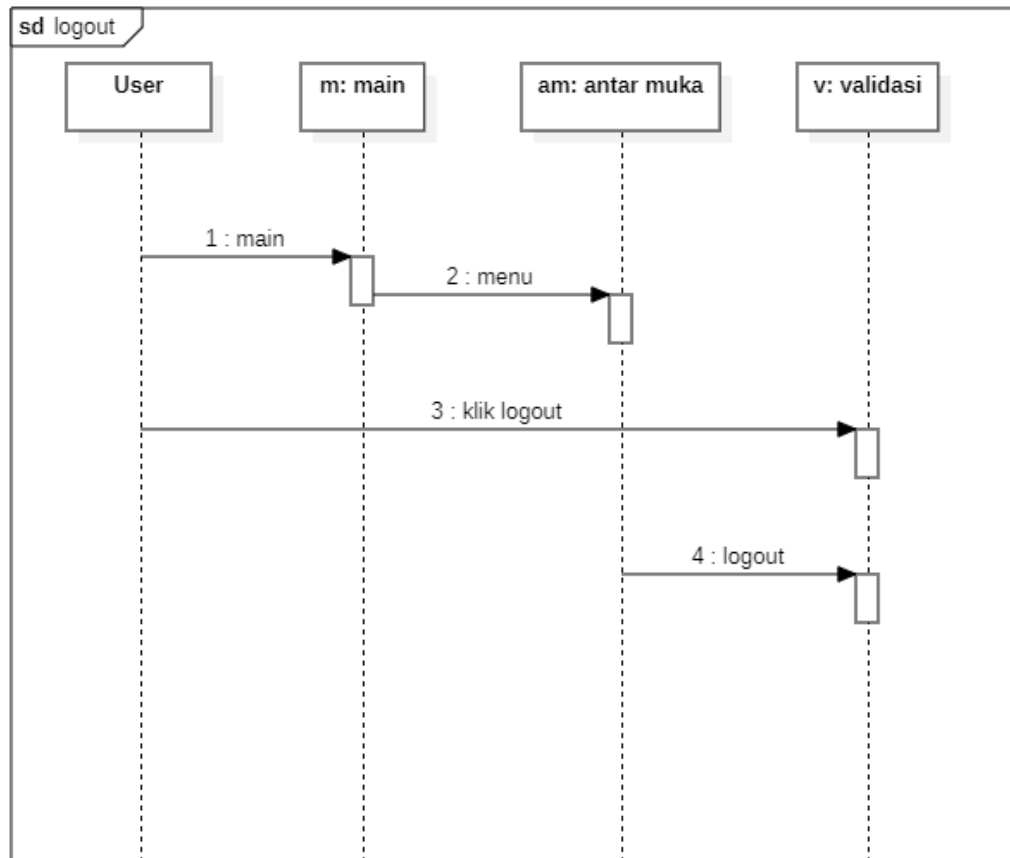 sd logout
User
m: main
am: antar muka
v: validasi
1 : main
2 : menu
3 : klik logout
4 : logout